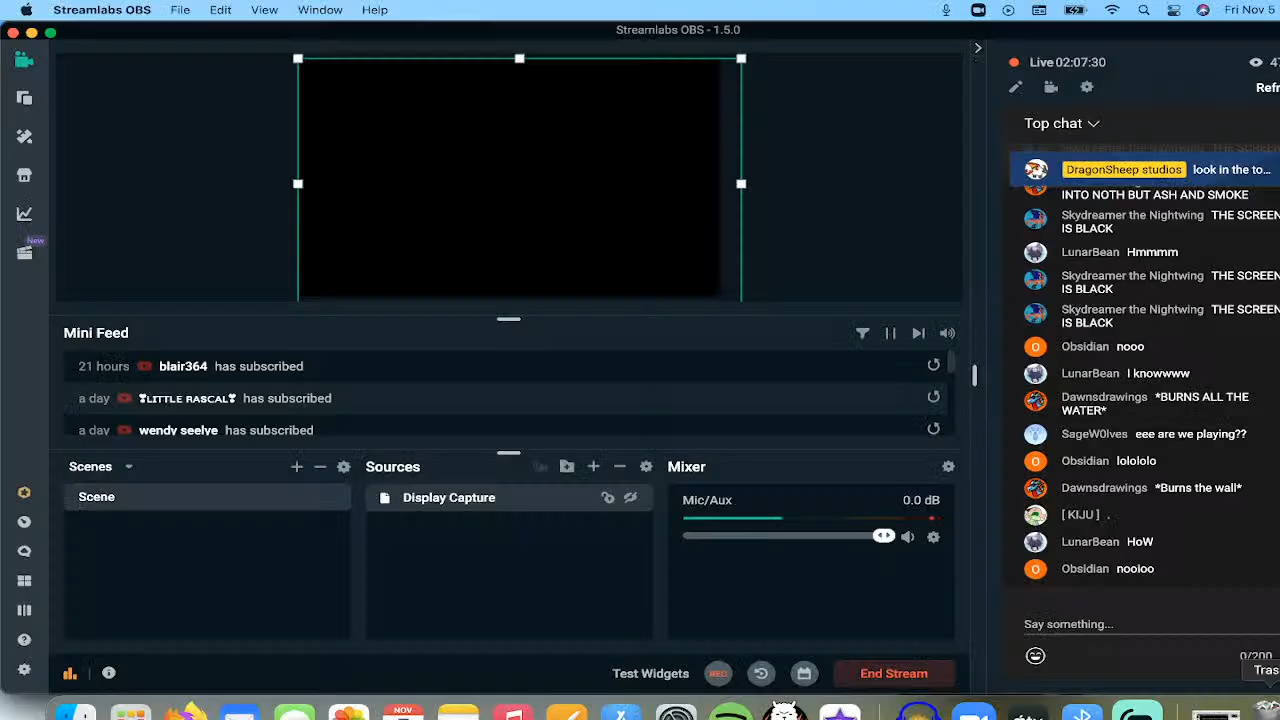 Streamlabs OBS File Edit View Window Help
Fri Nov 5
Streamlabs OBS - 1.5.0
Live 02:07:30
47
Refr
Top chat
DragonSheep studios look in the to...
INTO NOTH BUT ASH AND SMOKE
Skydreamer the Nightwing THE SCREEN
IS BLACK
LunarBean Hmmmm
Skydreamer the Nightwing THE SCREEN
IS BLACK
Skydreamer the Nightwing THE SCREEN
IS BLACK
Obsidian nooo
LunarBean I knowwww
Dawnsdrawings *BURNS ALL THE
WATER*
SageW0lves eee are we playing??
Obsidian lolololo
Dawnsdrawings *Burns the wall*
[ KIJU ] .
LunarBean HoW
Obsidian nooloo
Say something...
0/200
Tras
New
Mini Feed
21 hours blair364 has subscribed
a day ❣LITTLE RASCAL❣ has subscribed
a day wendy seelye has subscribed
Scenes
Scene
Sources
Display Capture
Mixer
Mic/Aux 0.0 dB
Test Widgets REC End Stream
NOV